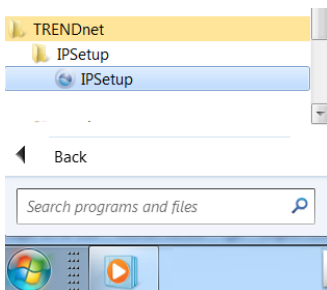 TRENDnet
IPSetup
IPSetup
Back
Search programs and files